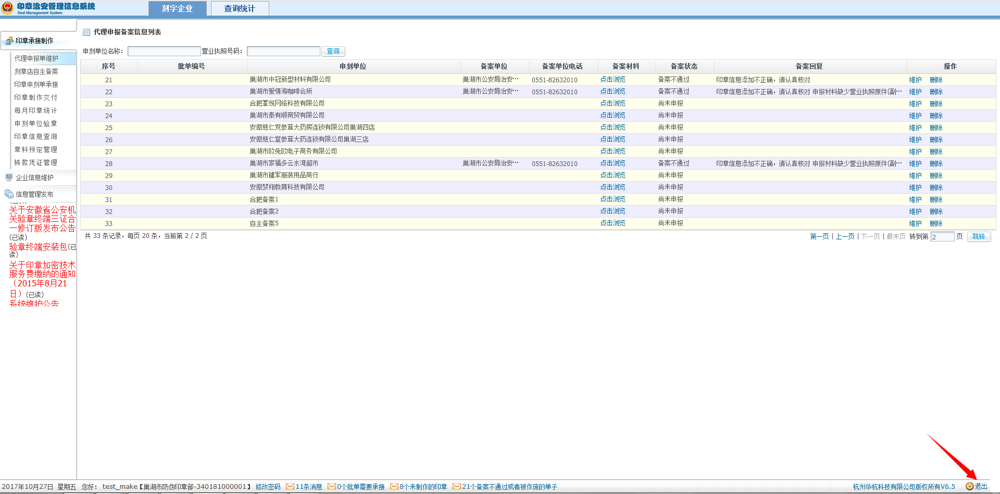 印章治安管理信息系统
Seal Management System
刻字企业 查询统计
印章承接制作
代理申报单维护
刻章店自主备案
印章申刻单承接
印章制作交付
每月印章统计
申刻单位验章
印章信息查询
章料预定管理
转款凭证管理
企业信息维护
信息管理发布
关于安徽省公安机
关验章终端三证合
一修订版发布公告
(已读)
验章终端安装包(已
读)
关于印章加密技术
服务费缴纳的通知
（2015年8月21
日）(已读)
系统维护公告
代理申报备案信息列表
申刻单位名称： 营业执照号码： 查询
序号 批单编号 申刻单位 备案单位 备案单位电话 备案材料 备案状态 备案回复 操作
21 巢湖市中冠新型材料有限公司 巢湖市公安局治安… 0551-82632010 点击浏览 备案不通过 印章信息添加不正确，请认真核对 维护 删除
22 巢湖市爱情海咖啡会所 巢湖市公安局治安… 0551-82632010 点击浏览 备案不通过 印章信息添加不正确，请认真核对 申报材料缺少营业执照原件(副… 维护 删除
23 合肥掌悦网络科技有限公司 点击浏览 尚未申报 维护 删除
24 巢湖市泰有顺商贸有限公司 点击浏览 尚未申报 维护 删除
25 安徽慈仁党参茸大药房连锁有限公司巢湖四店 点击浏览 尚未申报 维护 删除
26 安徽慈仁堂参茸大药连锁有限公司巢湖三店 点击浏览 尚未申报 维护 删除
27 巢湖市欧兔欧电子商务有限公司 点击浏览 尚未申报 维护 删除
28 巢湖市家福多云水湾超市 巢湖市公安局治安… 0551-82632010 点击浏览 备案不通过 印章信息添加不正确，请认真核对 申报材料缺少营业执照原件(副… 维护 删除
29 巢湖市键军服装用品商行 点击浏览 尚未申报 维护 删除
30 安徽梦翔教育科技有限公司 点击浏览 尚未申报 维护 删除
31 合肥备案1 点击浏览 尚未申报 维护 删除
32 合肥备案2 点击浏览 尚未申报 维护 删除
33 自主备案5 点击浏览 尚未申报 维护 删除
共 33 条记录，每页 20 条，当前第 2 / 2 页 第一页 | 上一页 | 下一页 | 最末页 转到第 2 页 跳转
2017年10月27日 星期五 您好： test_make【巢湖市防伪印章部-340181000001】 修改密码 11条消息 0个批单需要承接 8个未制作的印章 21个备案不通过或者被作废的单子 杭州华杭科技有限公司版权所有V6.5 退出